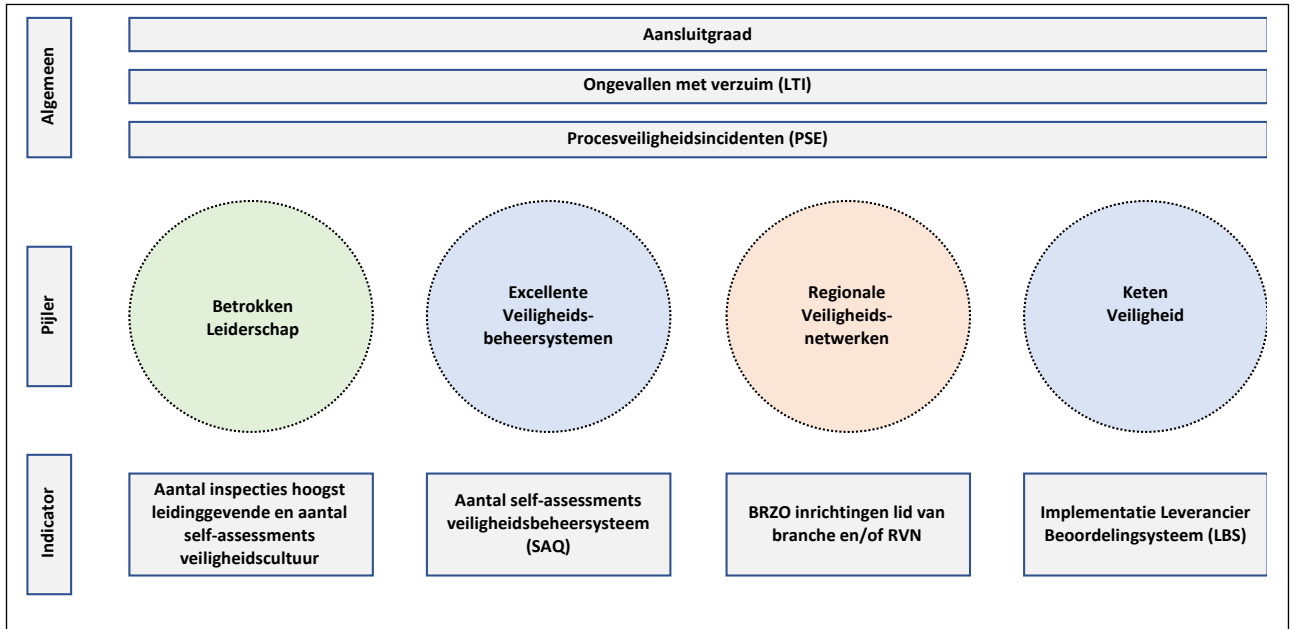 Algemeen
Aansluitgraad
Ongevallen met verzuim (LTI)
Procesveiligheidsincidenten (PSE)
Pijler
Betrokken
Leiderschap
Excellente
Veiligheids-
beheersystemen
Regionale
Veiligheids-
netwerken
Keten
Veiligheid
Indicator
Aantal inspecties hoogst
leidinggevende en aantal
self-assessments
veiligheidscultuur
Aantal self-assessments
veiligheidsbeheersysteem
(SAQ)
BRZO inrichtingen lid van
branche en/of RVN
Implementatie Leverancier
Beoordelingsysteem (LBS)